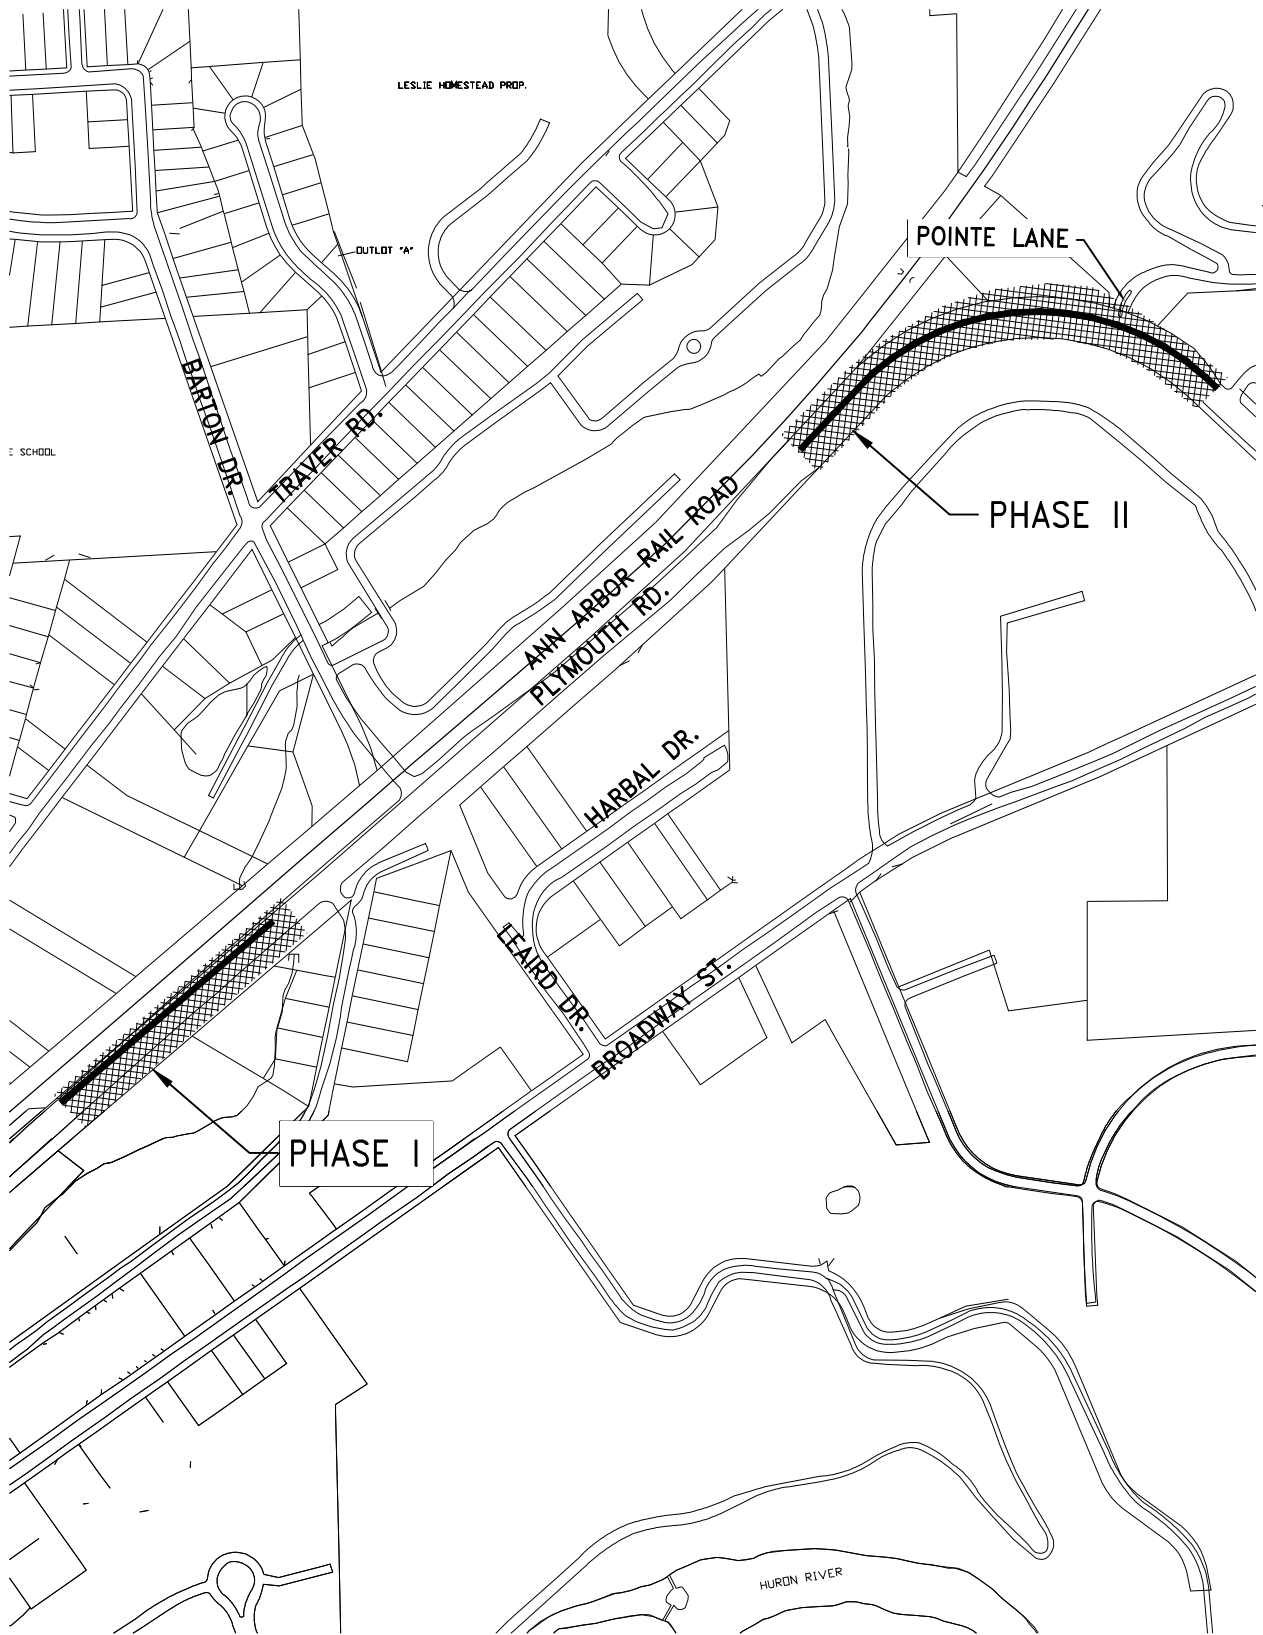 LESLIE HOMESTEAD PROP.
POINTE LANE
OUTLOT "A"
BARTON DR.
TRAVER RD.
SCHOOL
ANN ARBOR RAIL ROAD
PLYMOUTH RD.
PHASE II
HARBAL DR.
LEAIRD DR.
BROADWAY ST.
PHASE I
HURON RIVER